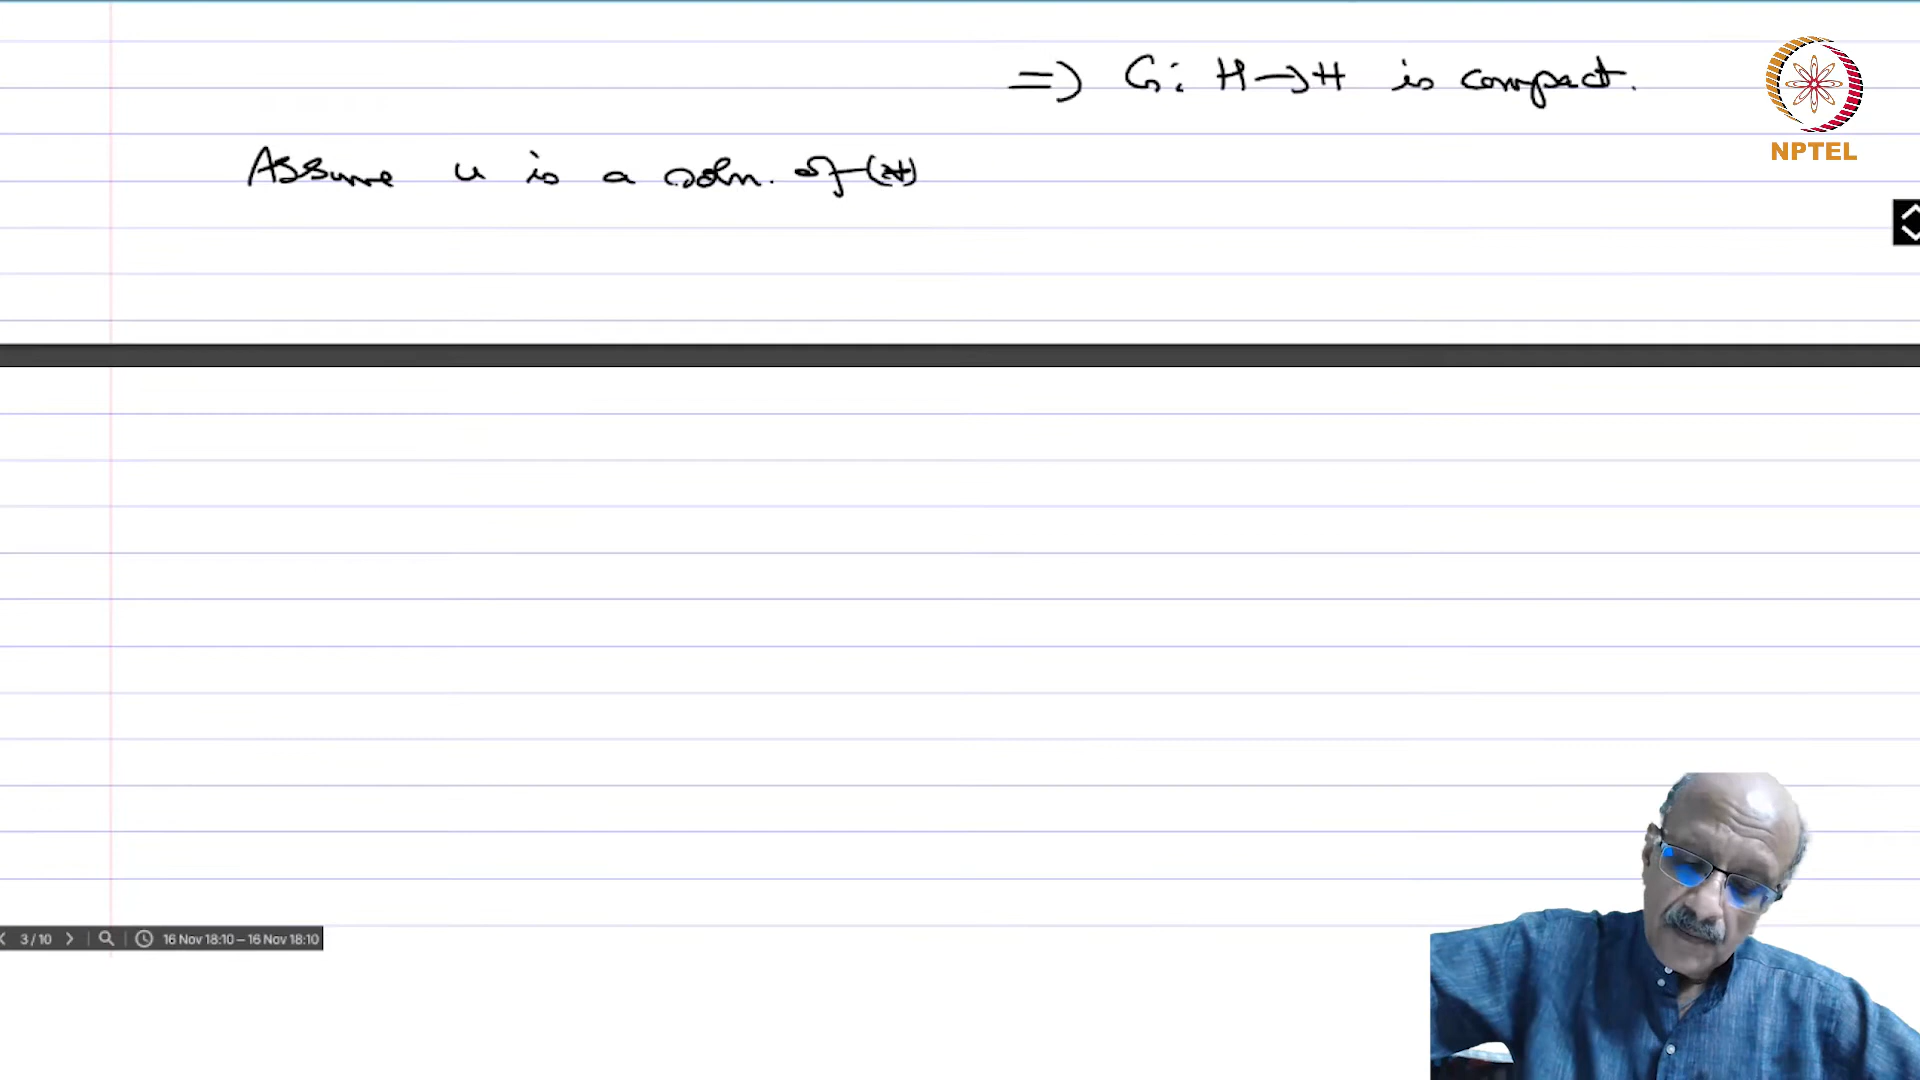 =) G: H→H is compact.
NPTEL
Assume u is a soln. of (*)
3/10
16 Nov 18:10 – 16 Nov 18:10